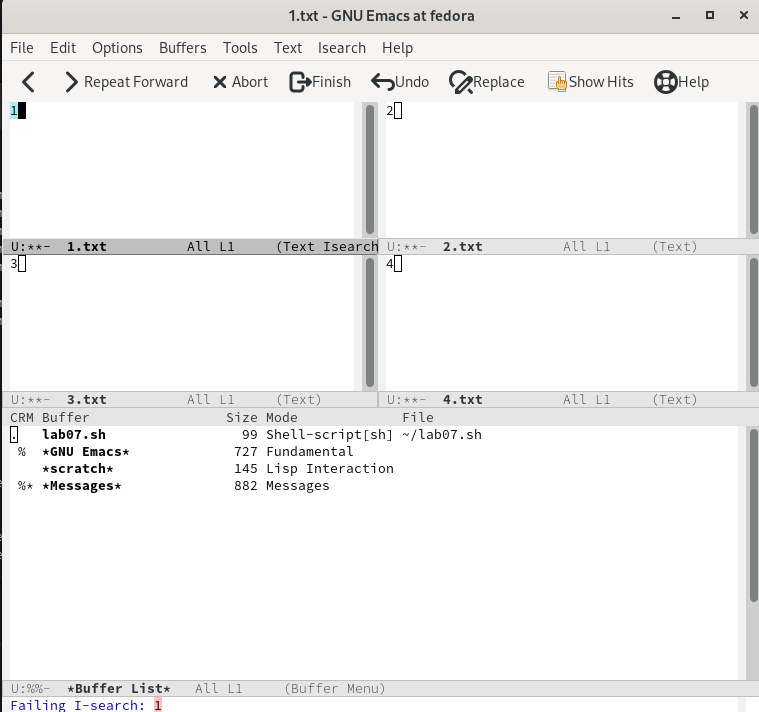 1.txt - GNU Emacs at fedora
File Edit Options Buffers Tools Text Isearch Help
Repeat Forward Abort Finish Undo Replace Show Hits Help
1
2
U:**-  1.txt          All L1     (Text Isearch
U:**-  2.txt          All L1     (Text)
3
4
U:**-  3.txt          All L1     (Text)
U:**-  4.txt          All L1     (Text)
CRM Buffer                 Size Mode             File
.   lab07.sh                 99 Shell-script[sh] ~/lab07.sh
 %  *GNU Emacs*             727 Fundamental
    *scratch*               145 Lisp Interaction
 %* *Messages*              882 Messages
U:%%-  *Buffer List*   All L1     (Buffer Menu)
Failing I-search: 1